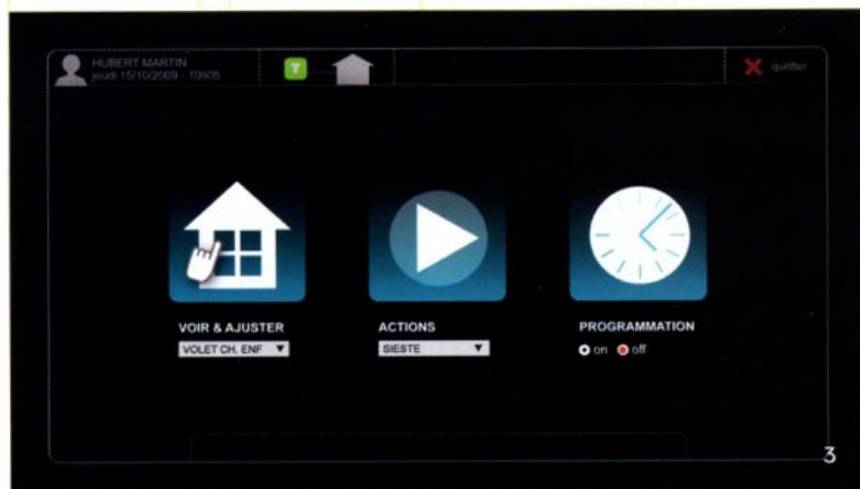 HUBERT MARTIN
jeudi 15/10/2009 - 10h05
quitter
VOIR & AJUSTER
VOLET CH. ENF
ACTIONS
SIESTE
PROGRAMMATION
on off
3